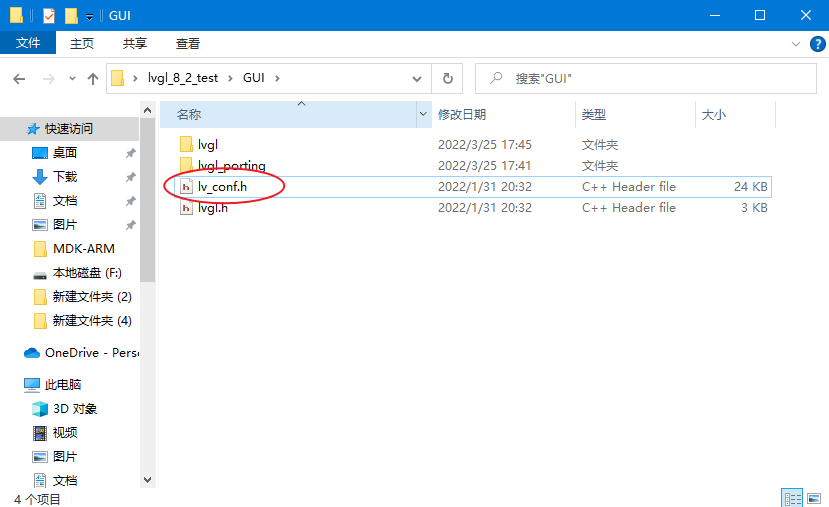 GUI
文件 主页 共享 查看
lvgl_8_2_test GUI 搜索"GUI"
名称 修改日期 类型 大小
快速访问
桌面
下载
文档
图片
MDK-ARM
本地磁盘 (F:)
新建文件夹 (2)
新建文件夹 (4)
OneDrive - Perso
此电脑
3D 对象
视频
图片
文档
lvgl 2022/3/25 17:45 文件夹
lvgl_porting 2022/3/25 17:41 文件夹
lv_conf.h 2022/1/31 20:32 C++ Header file 24 KB
lvgl.h 2022/1/31 20:32 C++ Header file 3 KB
4 个项目